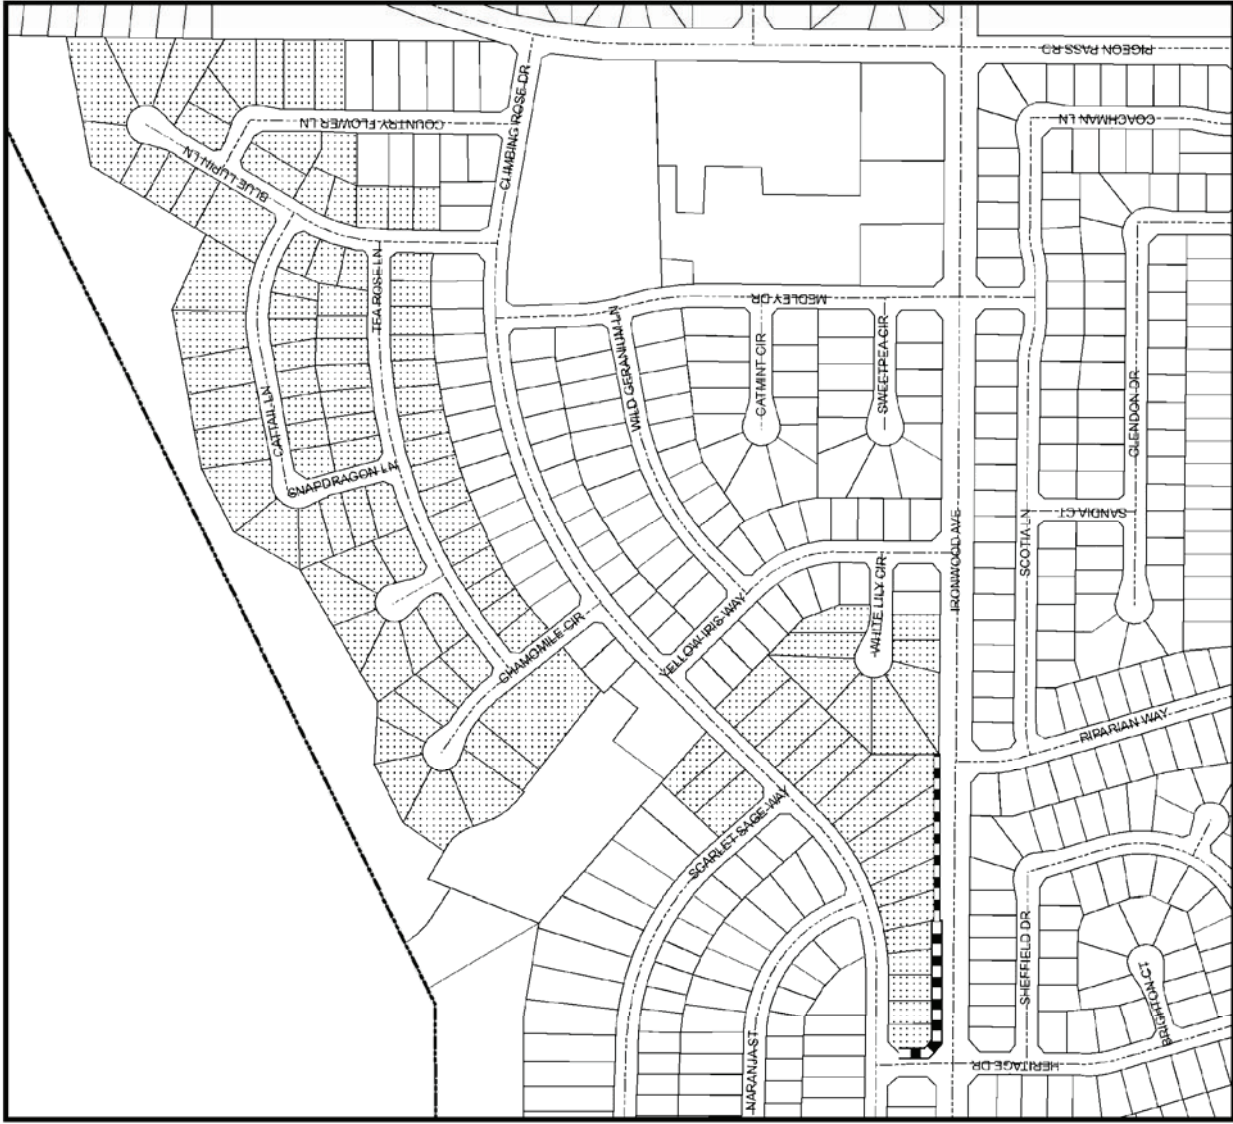 PIGEON PASS RD
CLIMBING ROSE DR
COUNTRY FLOWER LN
COACHMAN LN
BLUE LUPIN LN
TEA ROSE LN
MEDLEY DR
CATMINT CIR
SWEETPEA CIR
WILD GERANIUM LN
CATTAIL LN
GLENDON DR
SNAPDRAGON LN
SANDIA CT
IRONWOOD AVE
SCOTIA LN
WHITE LILY CIR
YELLOW IRIS WAY
CHAMOMILE CIR
RIPARIAN WAY
SCARLET SAGE WAY
SHEFFIELD DR
BRIGHTON CT
NARANJA ST
HERITAGE DR